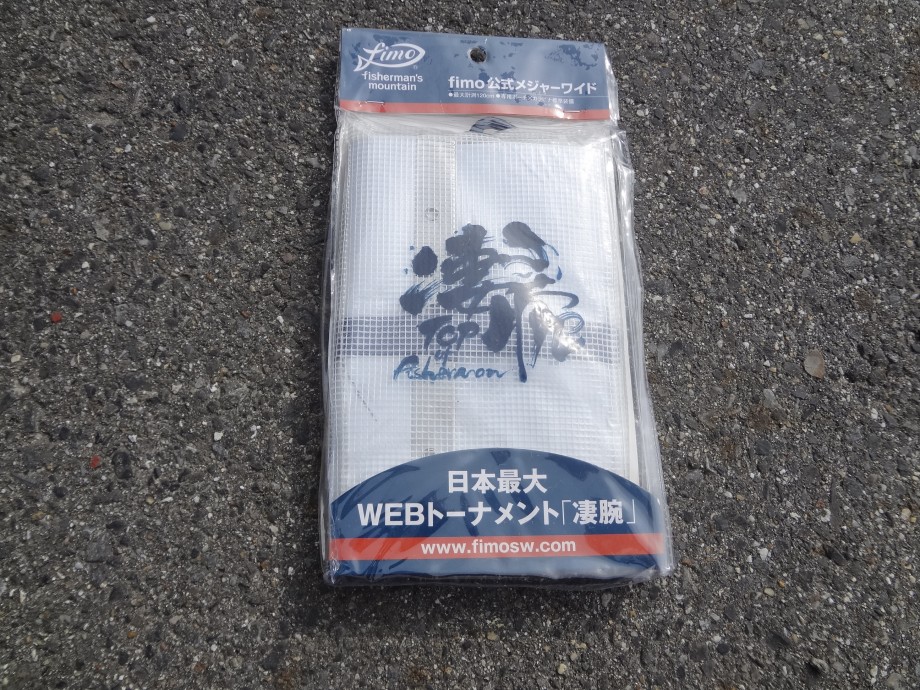 fimo
fisherman's
mountain
fimo公式メジャーワイド
凄腕
TOP
of
Fisherman
日本最大
WEBトーナメント「凄腕」
www.fimosw.com